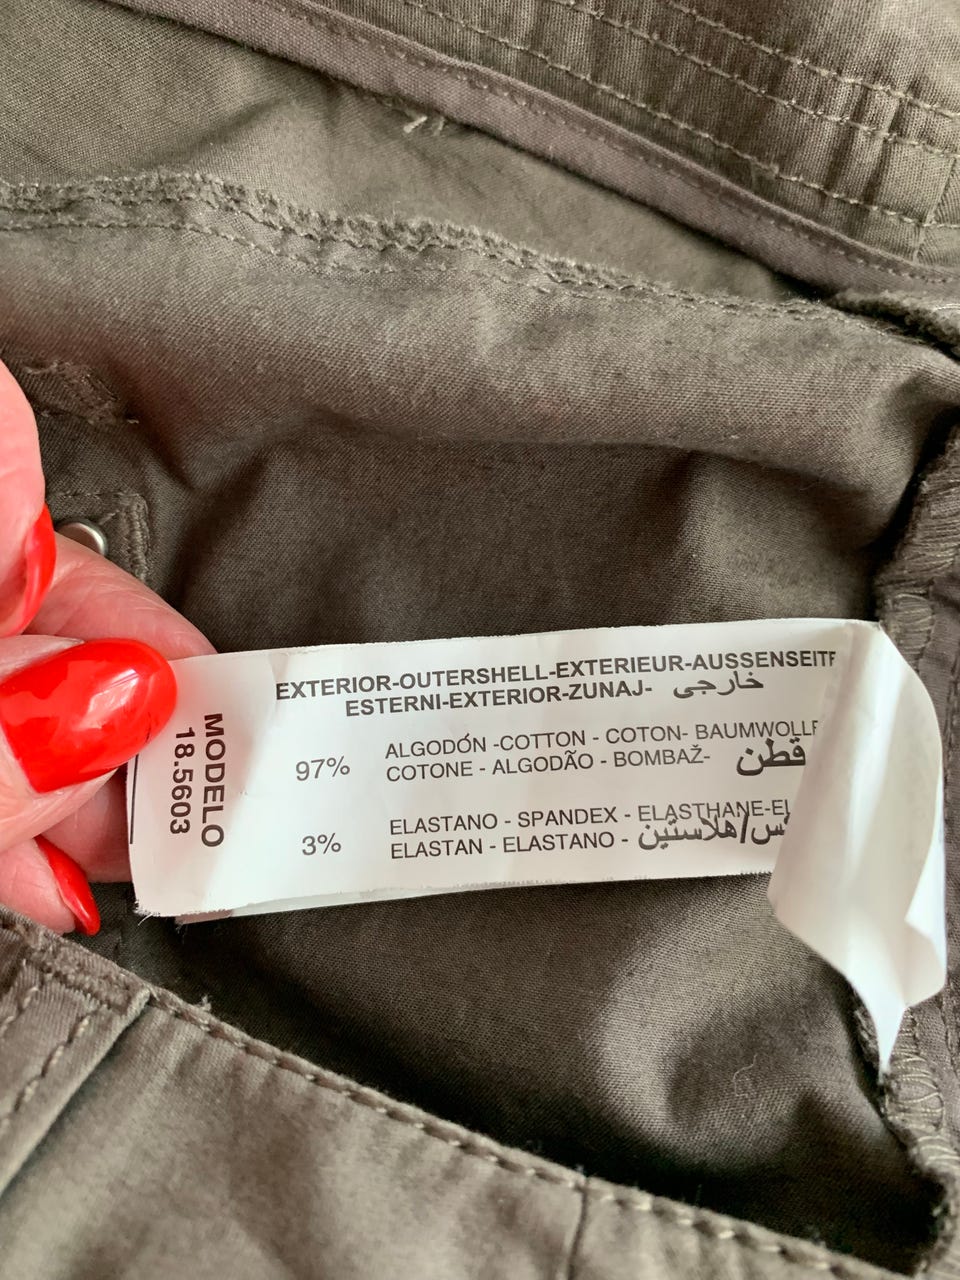 EXTERIOR-OUTERSHELL-EXTERIEUR-AUSSENSEITE
ESTERNI-EXTERIOR-ZUNAJ- خارجى
97% ALGODÓN -COTTON - COTON- BAUMWOLLE
COTONE - ALGODÃO - BOMBAŽ- قطن
3% ELASTANO - SPANDEX - ELASTHANE-
ELASTAN - ELASTANO -
MODELO
18.5603